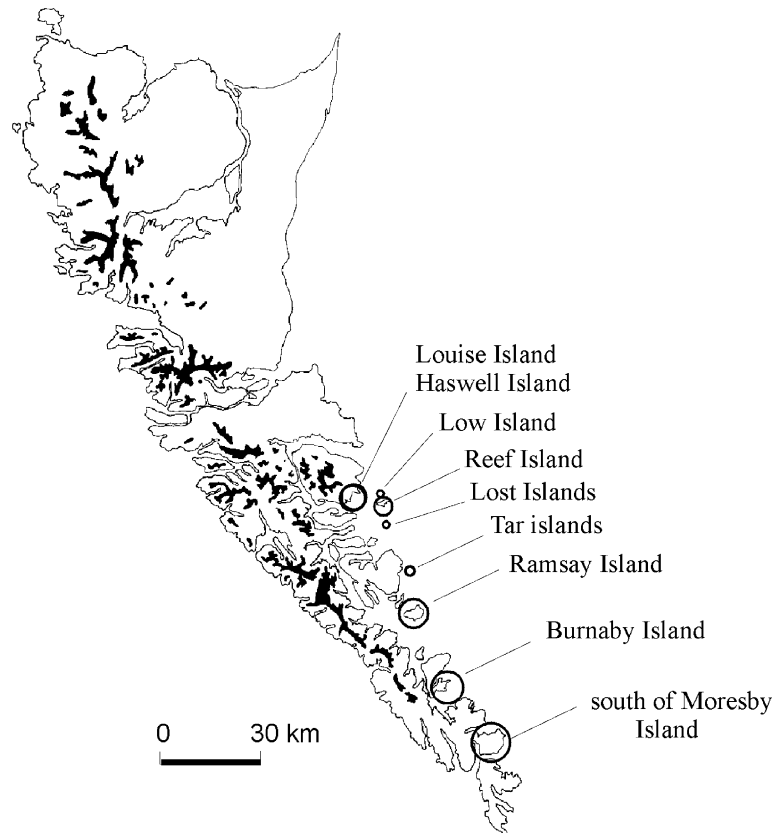 Louise Island
Haswell Island
Low Island
Reef Island
Lost Islands
Tar islands
Ramsay Island
Burnaby Island
south of Moresby
Island
0 30 km